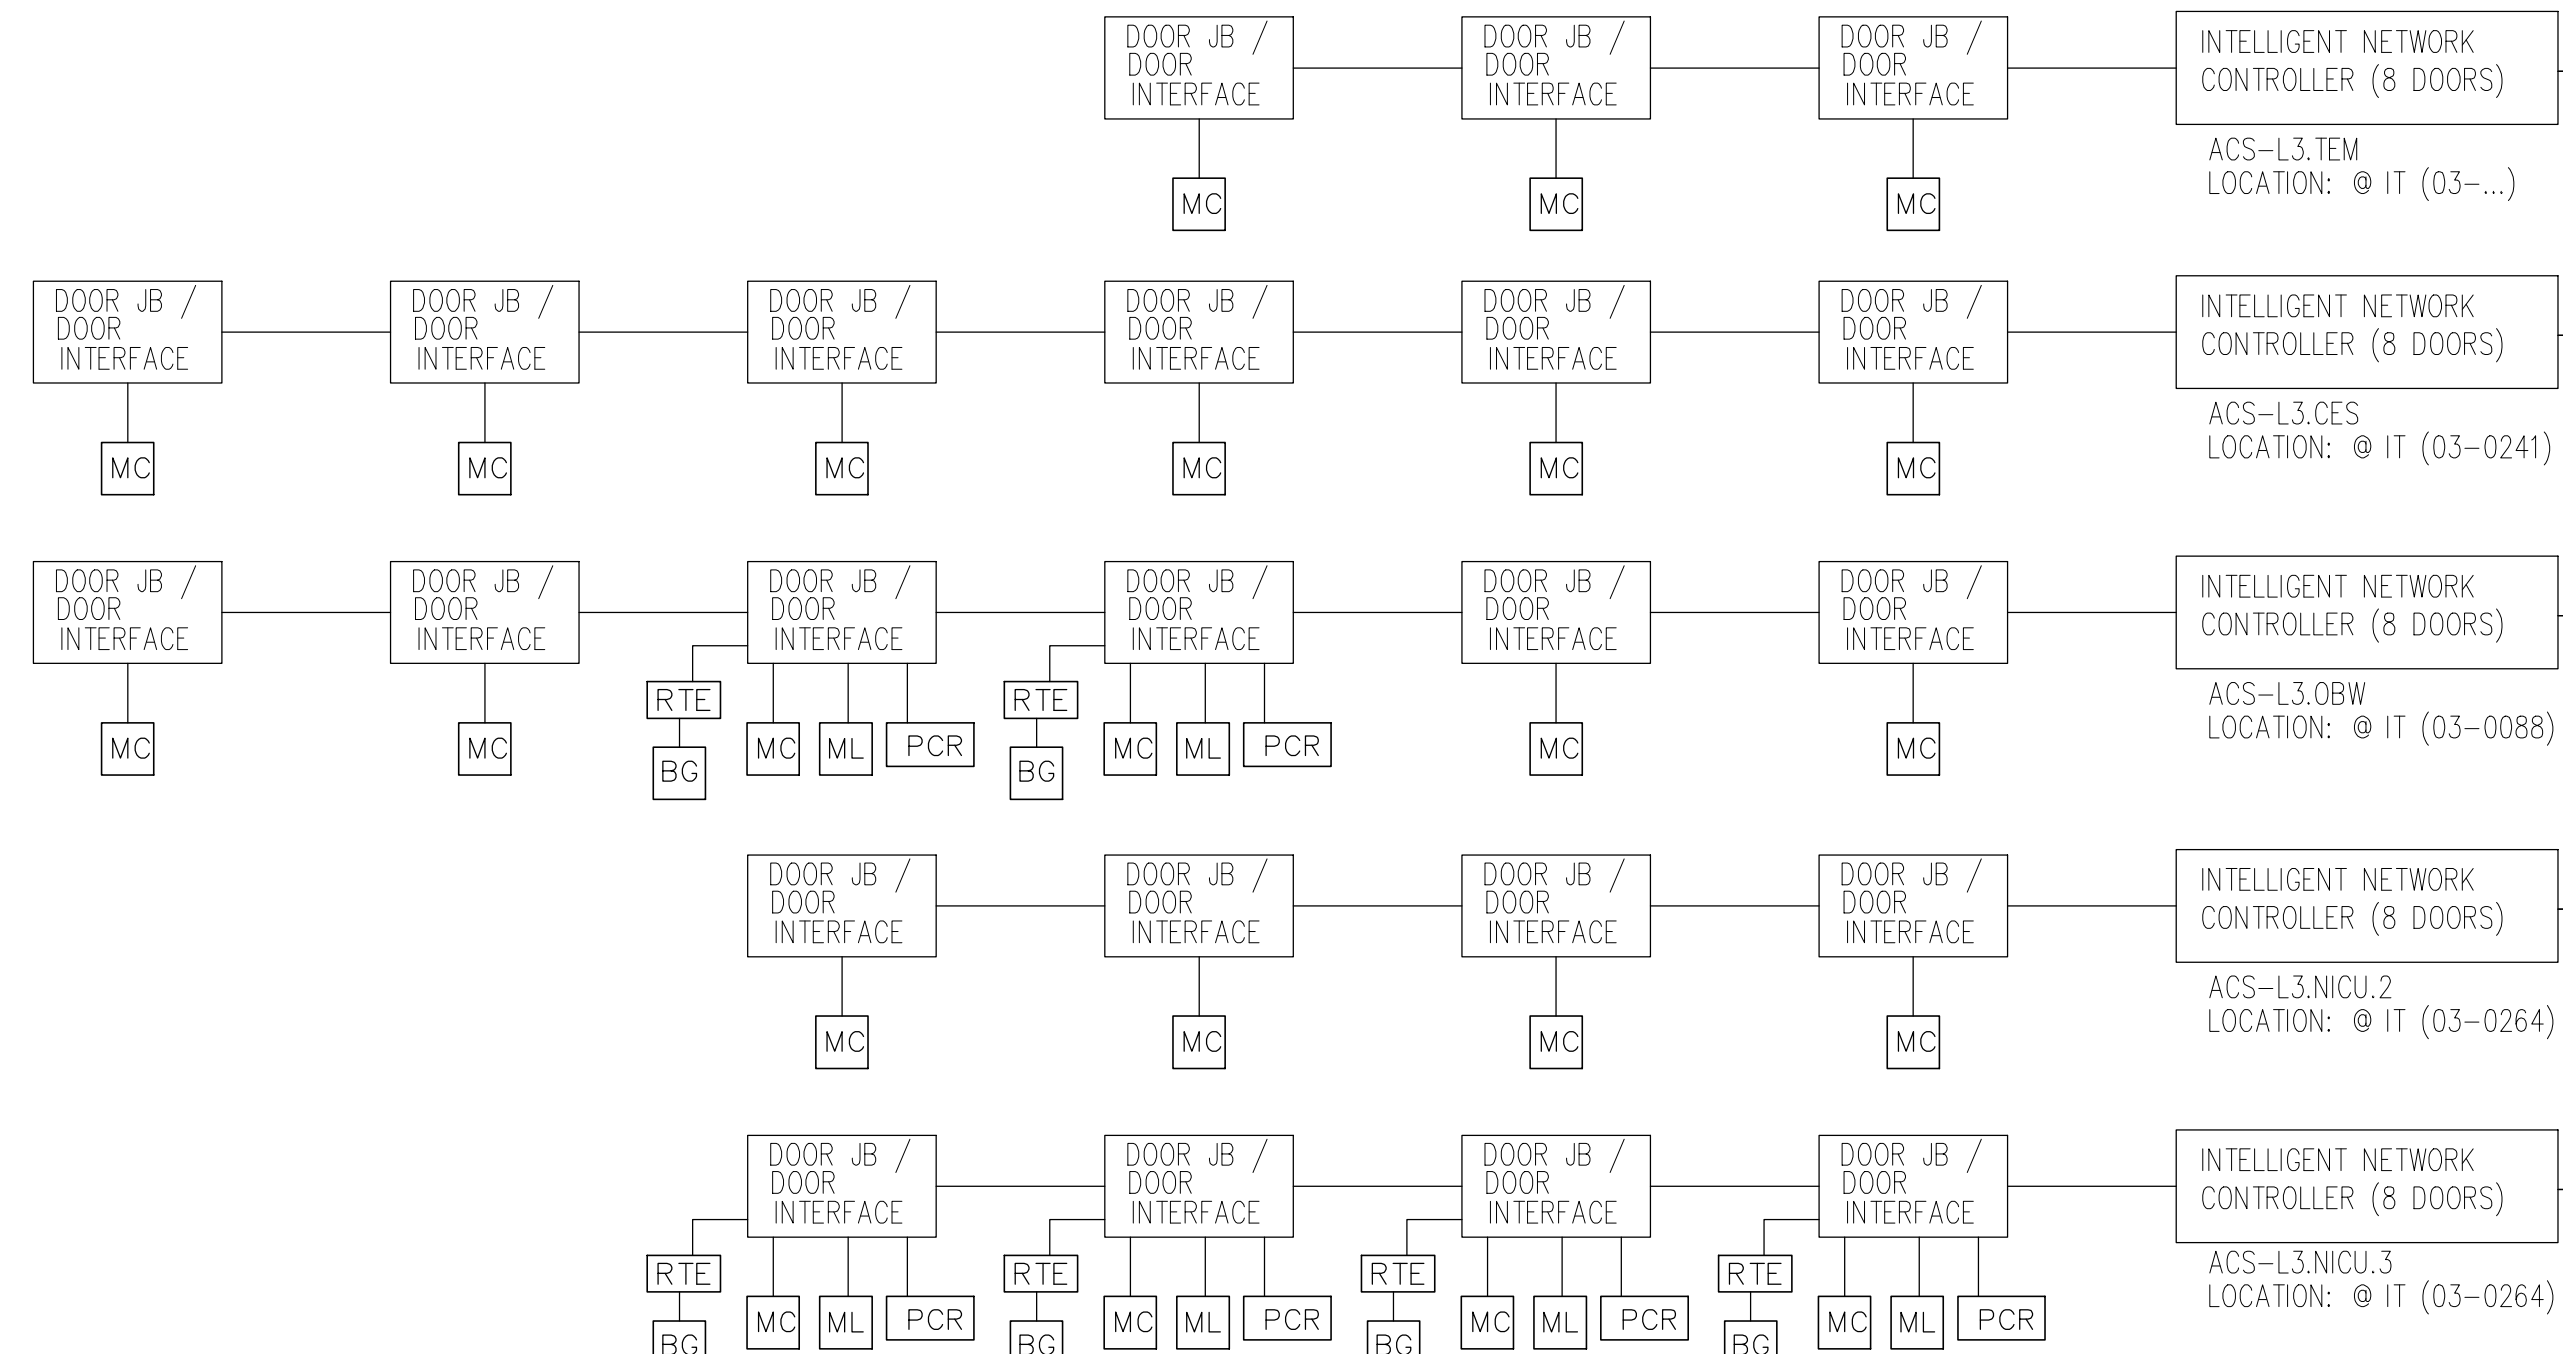 DOOR JB /
DOOR
INTERFACE
DOOR JB /
DOOR
INTERFACE
DOOR JB /
DOOR
INTERFACE
INTELLIGENT NETWORK
CONTROLLER (8 DOORS)
ACS-L3.TEM
LOCATION: @ IT (03-...)
MC
MC
MC
DOOR JB /
DOOR
INTERFACE
DOOR JB /
DOOR
INTERFACE
DOOR JB /
DOOR
INTERFACE
DOOR JB /
DOOR
INTERFACE
DOOR JB /
DOOR
INTERFACE
DOOR JB /
DOOR
INTERFACE
INTELLIGENT NETWORK
CONTROLLER (8 DOORS)
ACS-L3.CES
LOCATION: @ IT (03-0241)
MC
MC
MC
MC
MC
MC
DOOR JB /
DOOR
INTERFACE
DOOR JB /
DOOR
INTERFACE
DOOR JB /
DOOR
INTERFACE
DOOR JB /
DOOR
INTERFACE
DOOR JB /
DOOR
INTERFACE
DOOR JB /
DOOR
INTERFACE
INTELLIGENT NETWORK
CONTROLLER (8 DOORS)
ACS-L3.OBW
LOCATION: @ IT (03-0088)
MC
MC
RTE
BG
MC
ML
PCR
RTE
BG
MC
ML
PCR
MC
MC
DOOR JB /
DOOR
INTERFACE
DOOR JB /
DOOR
INTERFACE
DOOR JB /
DOOR
INTERFACE
DOOR JB /
DOOR
INTERFACE
INTELLIGENT NETWORK
CONTROLLER (8 DOORS)
ACS-L3.NICU.2
LOCATION: @ IT (03-0264)
MC
MC
MC
MC
DOOR JB /
DOOR
INTERFACE
DOOR JB /
DOOR
INTERFACE
DOOR JB /
DOOR
INTERFACE
DOOR JB /
DOOR
INTERFACE
INTELLIGENT NETWORK
CONTROLLER (8 DOORS)
ACS-L3.NICU.3
LOCATION: @ IT (03-0264)
RTE
BG
MC
ML
PCR
RTE
BG
MC
ML
PCR
RTE
BG
MC
ML
PCR
RTE
BG
MC
ML
PCR